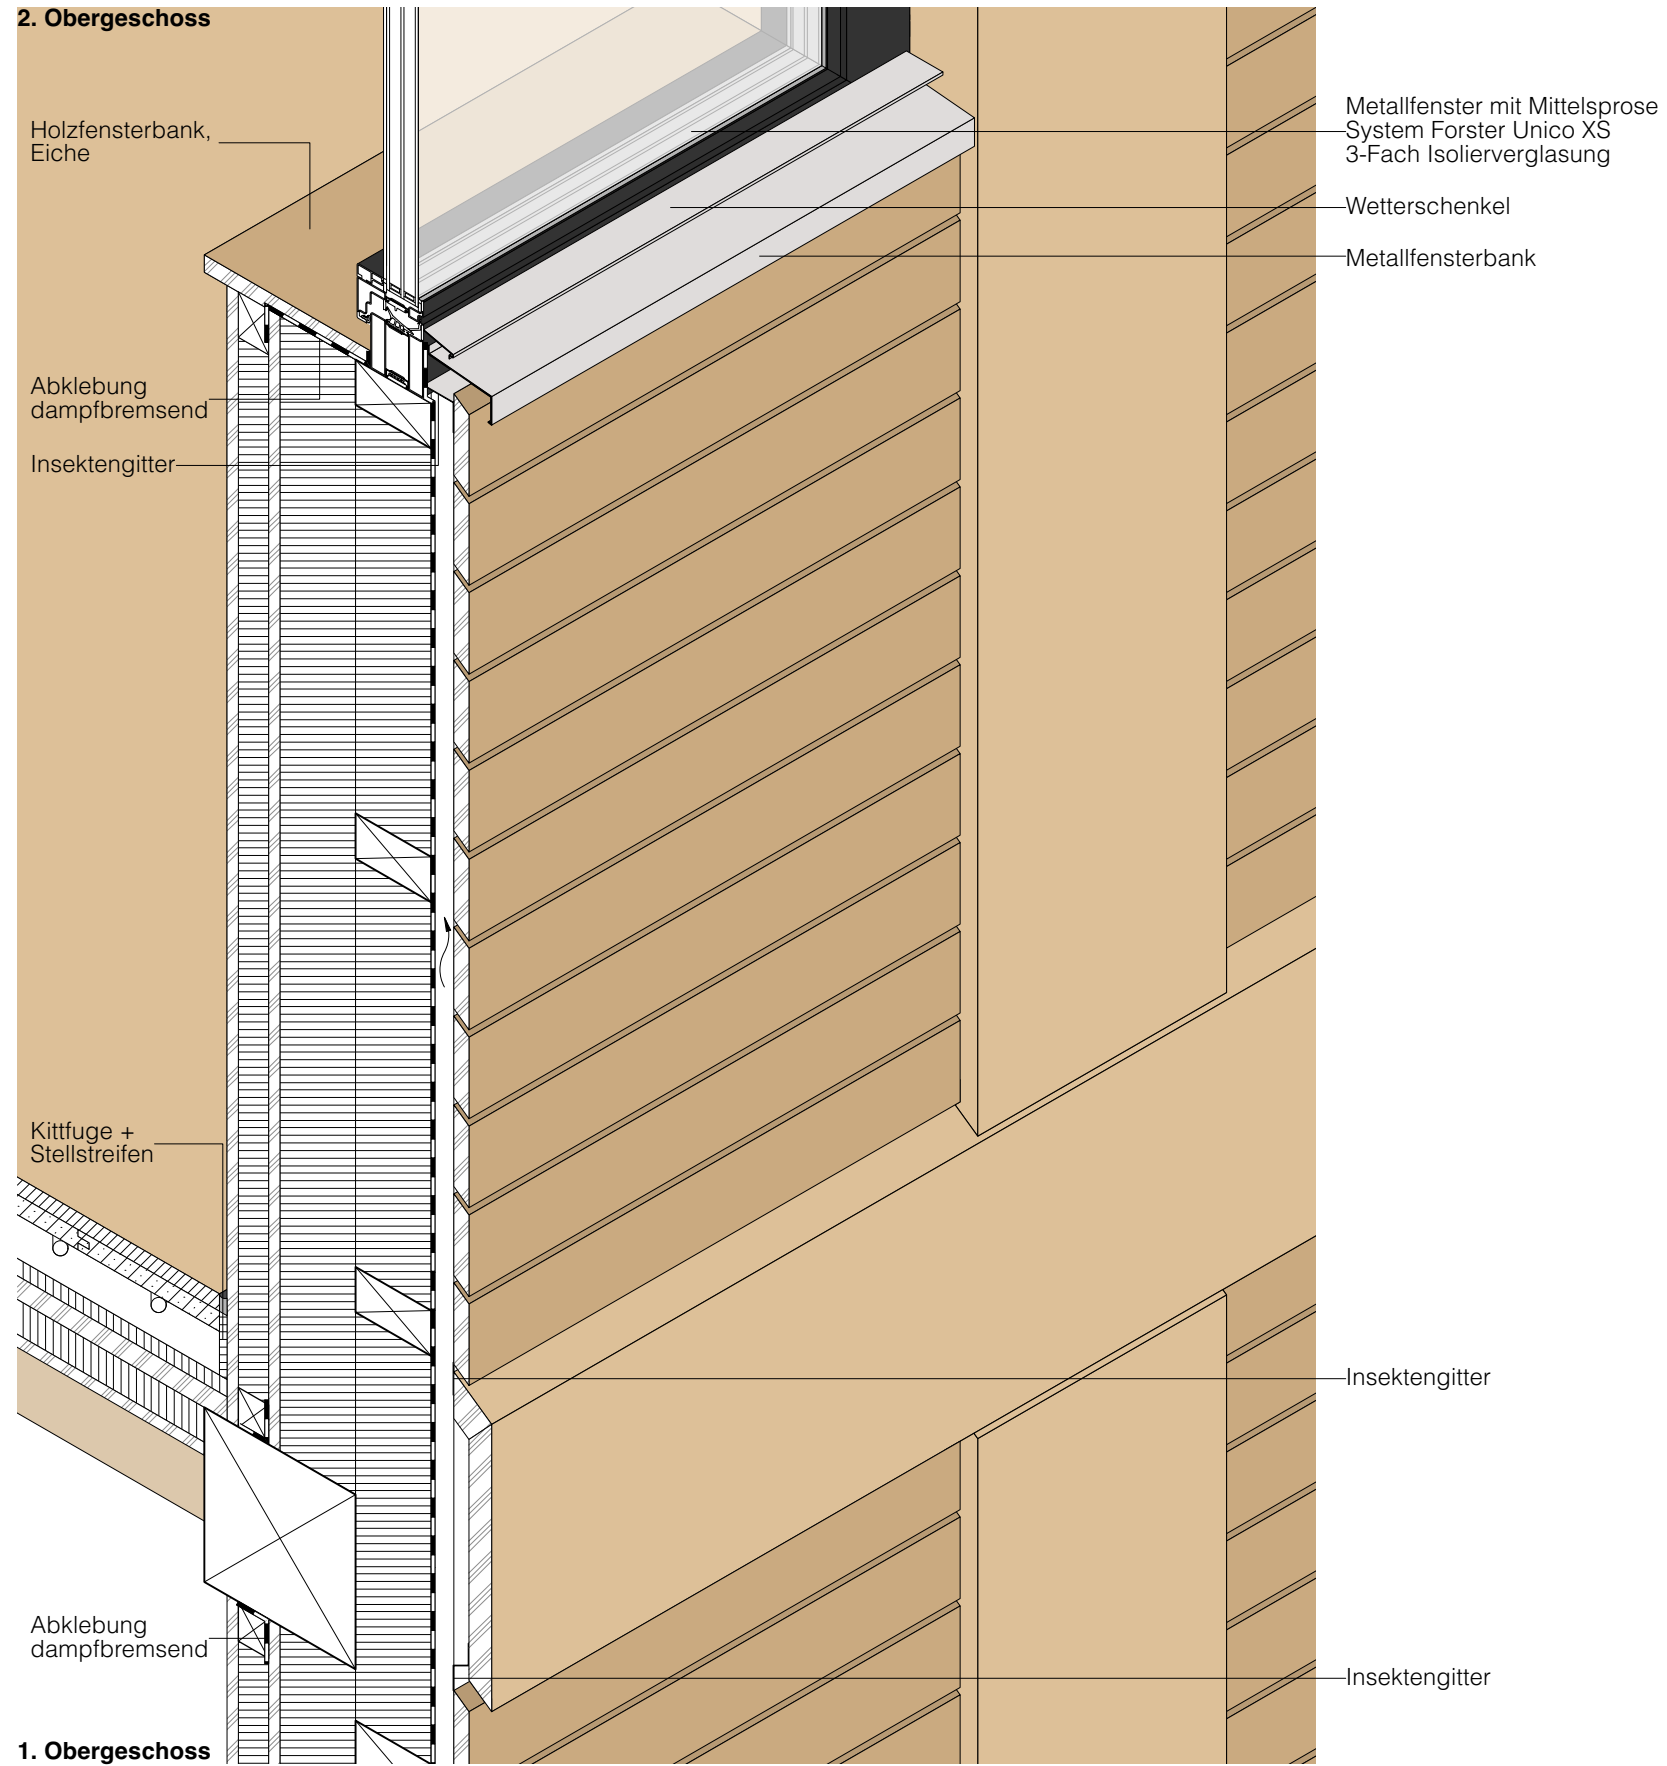 2. Obergeschoss
Holzfensterbank,
Eiche
Metallfenster mit Mittelsprose
System Forster Unico XS
3-Fach Isolierverglasung
Wetterschenkel
Metallfensterbank
Abklebung
dampfbremsend
Insektengitter
Kittfuge +
Stellstreifen
Insektengitter
Abklebung
dampfbremsend
Insektengitter
1. Obergeschoss